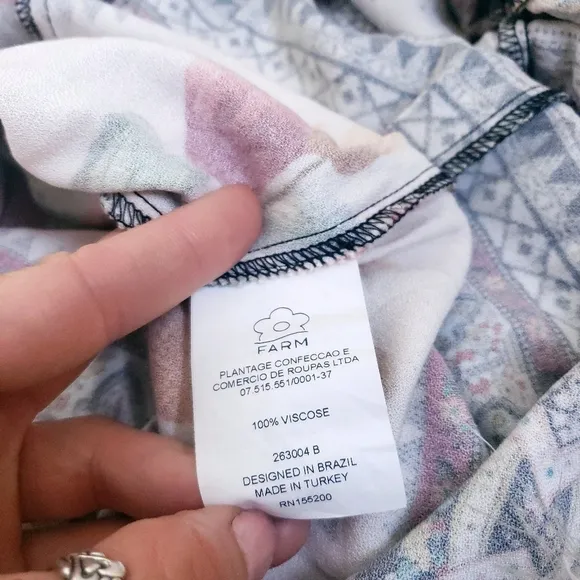 FARM
PLANTAGE CONFECCAO E
COMERCIO DE ROUPAS LTDA
07.515.551/0001-37
100% VISCOSE
263004 B
DESIGNED IN BRAZIL
MADE IN TURKEY
RN155200